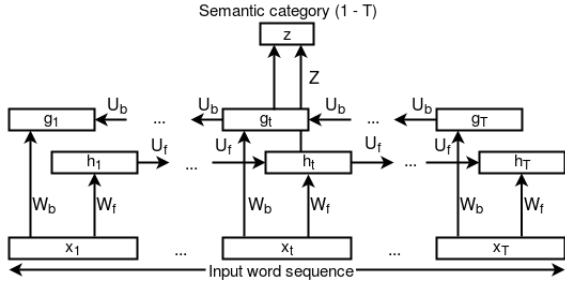 Semantic category (1 - T)
z
Z
U_b ... U_b U_b ... U_b
g_1 g_t g_T
U_f ... U_f U_f ... U_f
h_1 h_t h_T
W_b W_f W_b W_f W_b W_f
x_1 ... x_t ... x_T
Input word sequence